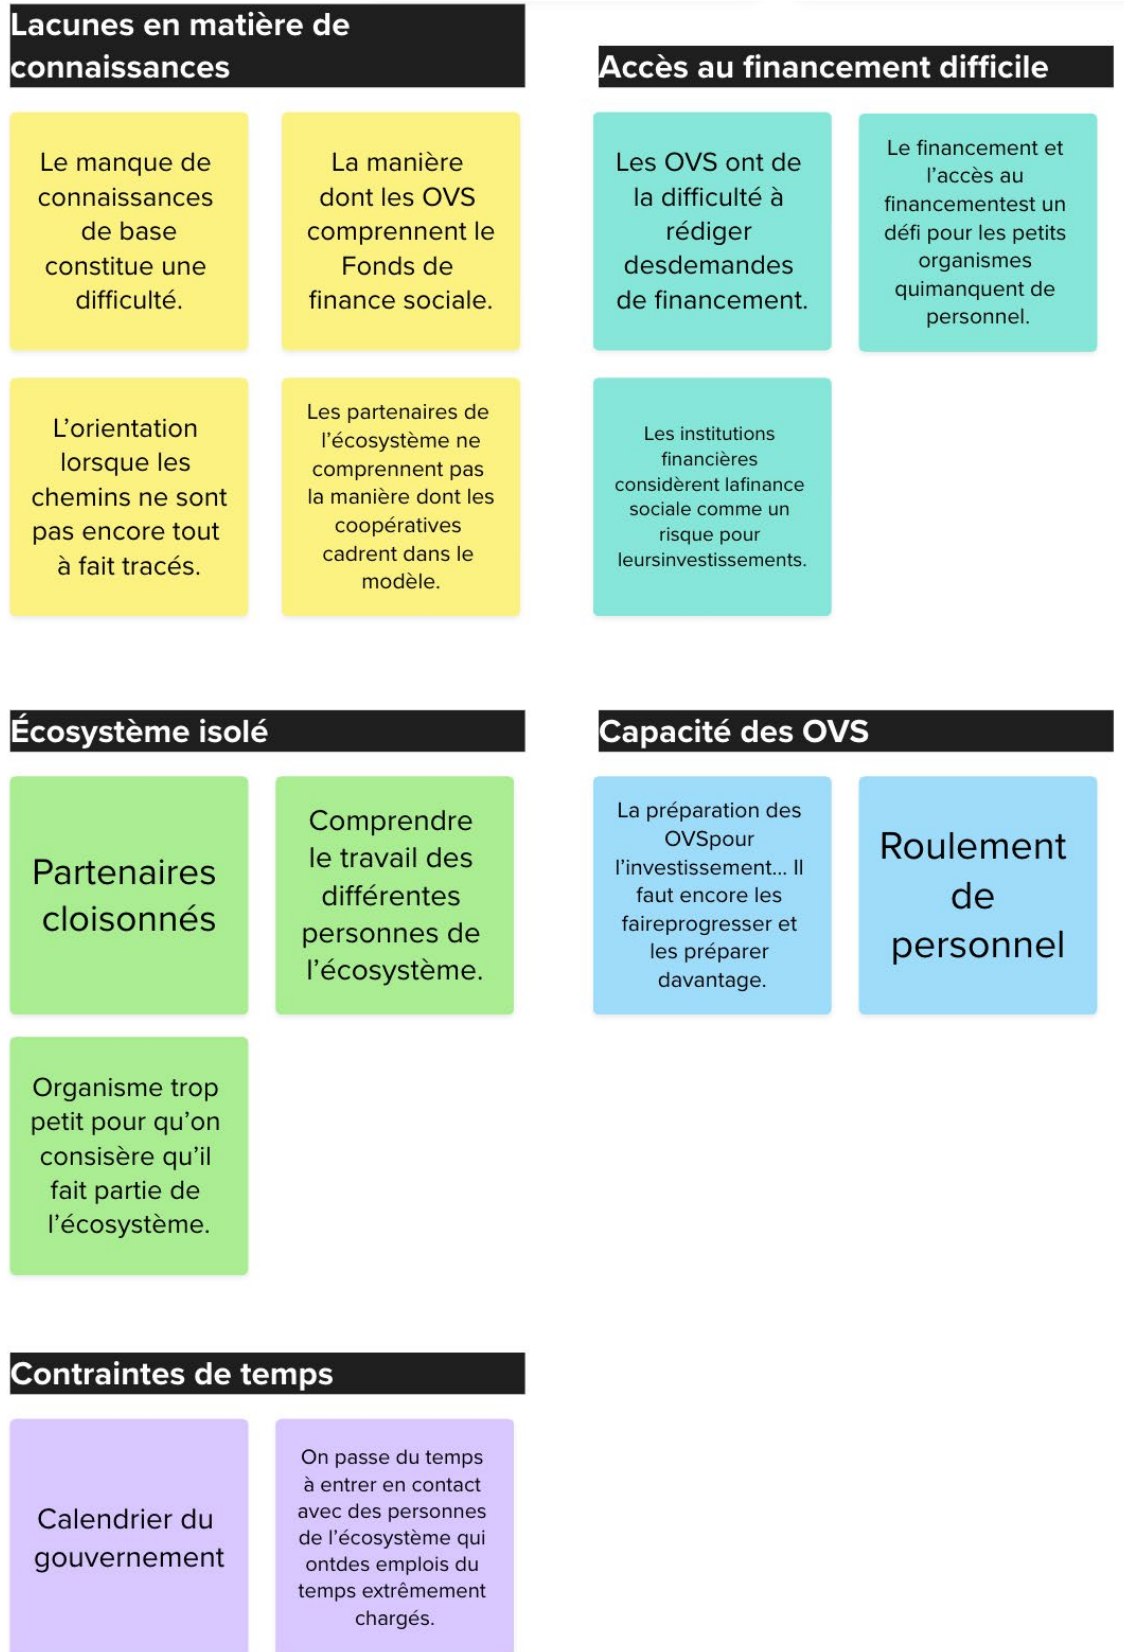 Lacunes en matière de
connaissances
Le manque de
connaissances
de base
constitue une
difficulté.
La manière
dont les OVS
comprennent le
Fonds de
finance sociale.
L’orientation
lorsque les
chemins ne sont
pas encore tout
à fait tracés.
Les partenaires de
l’écosystème ne
comprennent pas
la manière dont les
coopératives
cadrent dans le
modèle.
Accès au financement difficile
Les OVS ont de
la difficulté à
rédiger
desdemandes
de financement.
Le financement et
l’accès au
financementest un
défi pour les petits
organismes
quimanquent de
personnel.
Les institutions
financières
considèrent lafinance
sociale comme un
risque pour
leursinvestissements.
Écosystème isolé
Partenaires
cloisonnés
Comprendre
le travail des
différentes
personnes de
l’écosystème.
Organisme trop
petit pour qu’on
consisère qu’il
fait partie de
l’écosystème.
Capacité des OVS
La préparation des
OVSpour
l’investissement... Il
faut encore les
faireprogresser et
les préparer
davantage.
Roulement
de
personnel
Contraintes de temps
Calendrier du
gouvernement
On passe du temps
à entrer en contact
avec des personnes
de l’écosystème qui
ontdes emplois du
temps extrêmement
chargés.